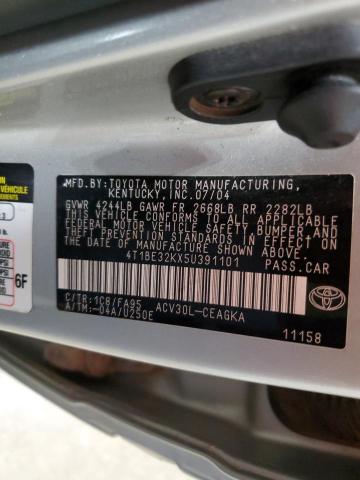 MFD.BY:TOYOTA MOTOR MANUFACTURING,
KENTUCKY, INC.07/04
GVWR 4244LB GAWR FR 2668LB RR 2282LB
THIS VEHICLE CONFORMS TO ALL APPLICABLE
FEDERAL MOTOR VEHICLE SAFETY, BUMPER, AND
THEFT PREVENTION STANDARDS IN EFFECT ON
THE DATE OF MANUFACTURE SHOWN ABOVE.
4T1BE32KX5U391101
PASS.CAR
C/TR:1C8/FA95 ACV30L-CEAGKA
A/TM:-04A/U250E
TOYOTA
11158
VÉHICULE
6F